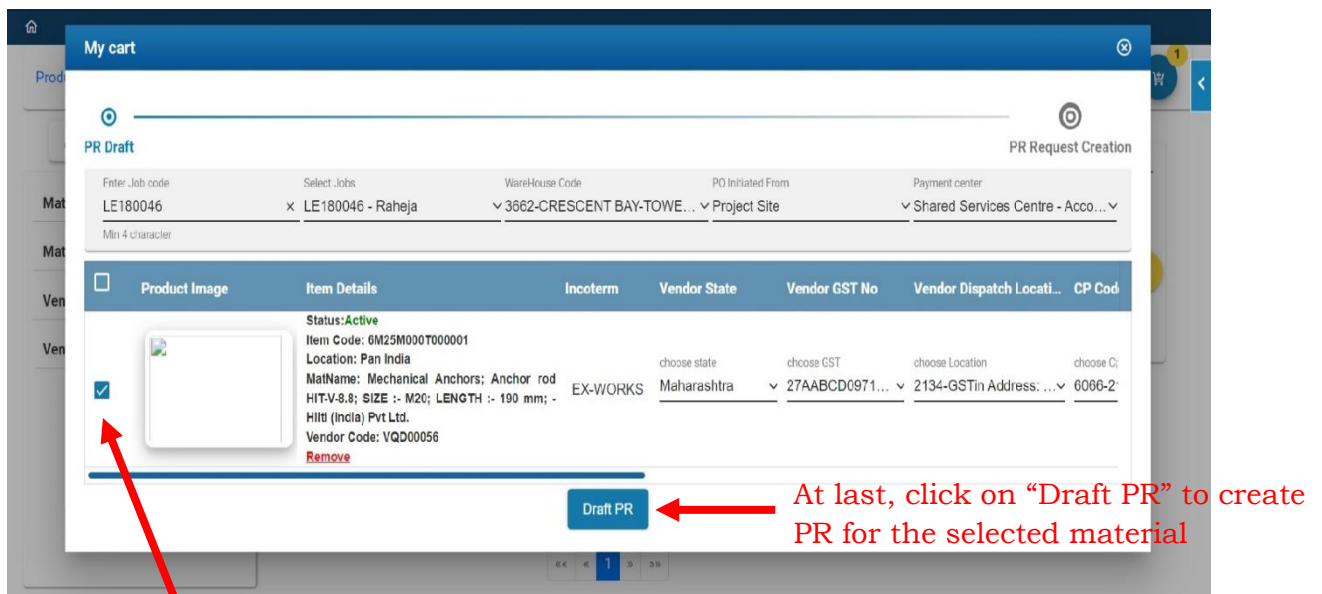 My cart
1
Prod
PR Draft
PR Request Creation
Enter Job code
Select Jobs
WareHouse Code
PO Initiated From
Payment center
LE180046
LE180046 - Raheja
3662-CRESCENT BAY-TOWE...
Project Site
Shared Services Centre - Acco...
Min 4 character
Mat
Mat
Ven
Ven
Product Image
Item Details
Incoterm
Vendor State
Vendor GST No
Vendor Dispatch Locati...
CP Cod
Status:Active
Item Code: 6M25M000T000001
Location: Pan India
MatName: Mechanical Anchors; Anchor rod
HIT-V-8.8; SIZE :- M20; LENGTH :- 190 mm; -
Hilti (India) Pvt Ltd.
Vendor Code: VQD00056
Remove
EX-WORKS
choose state
Maharashtra
choose GST
27AABCD0971...
choose Location
2134-GSTin Address: ...
choose C
6066-2
Draft PR
At last, click on “Draft PR” to create
PR for the selected material
«« « 1 » »»